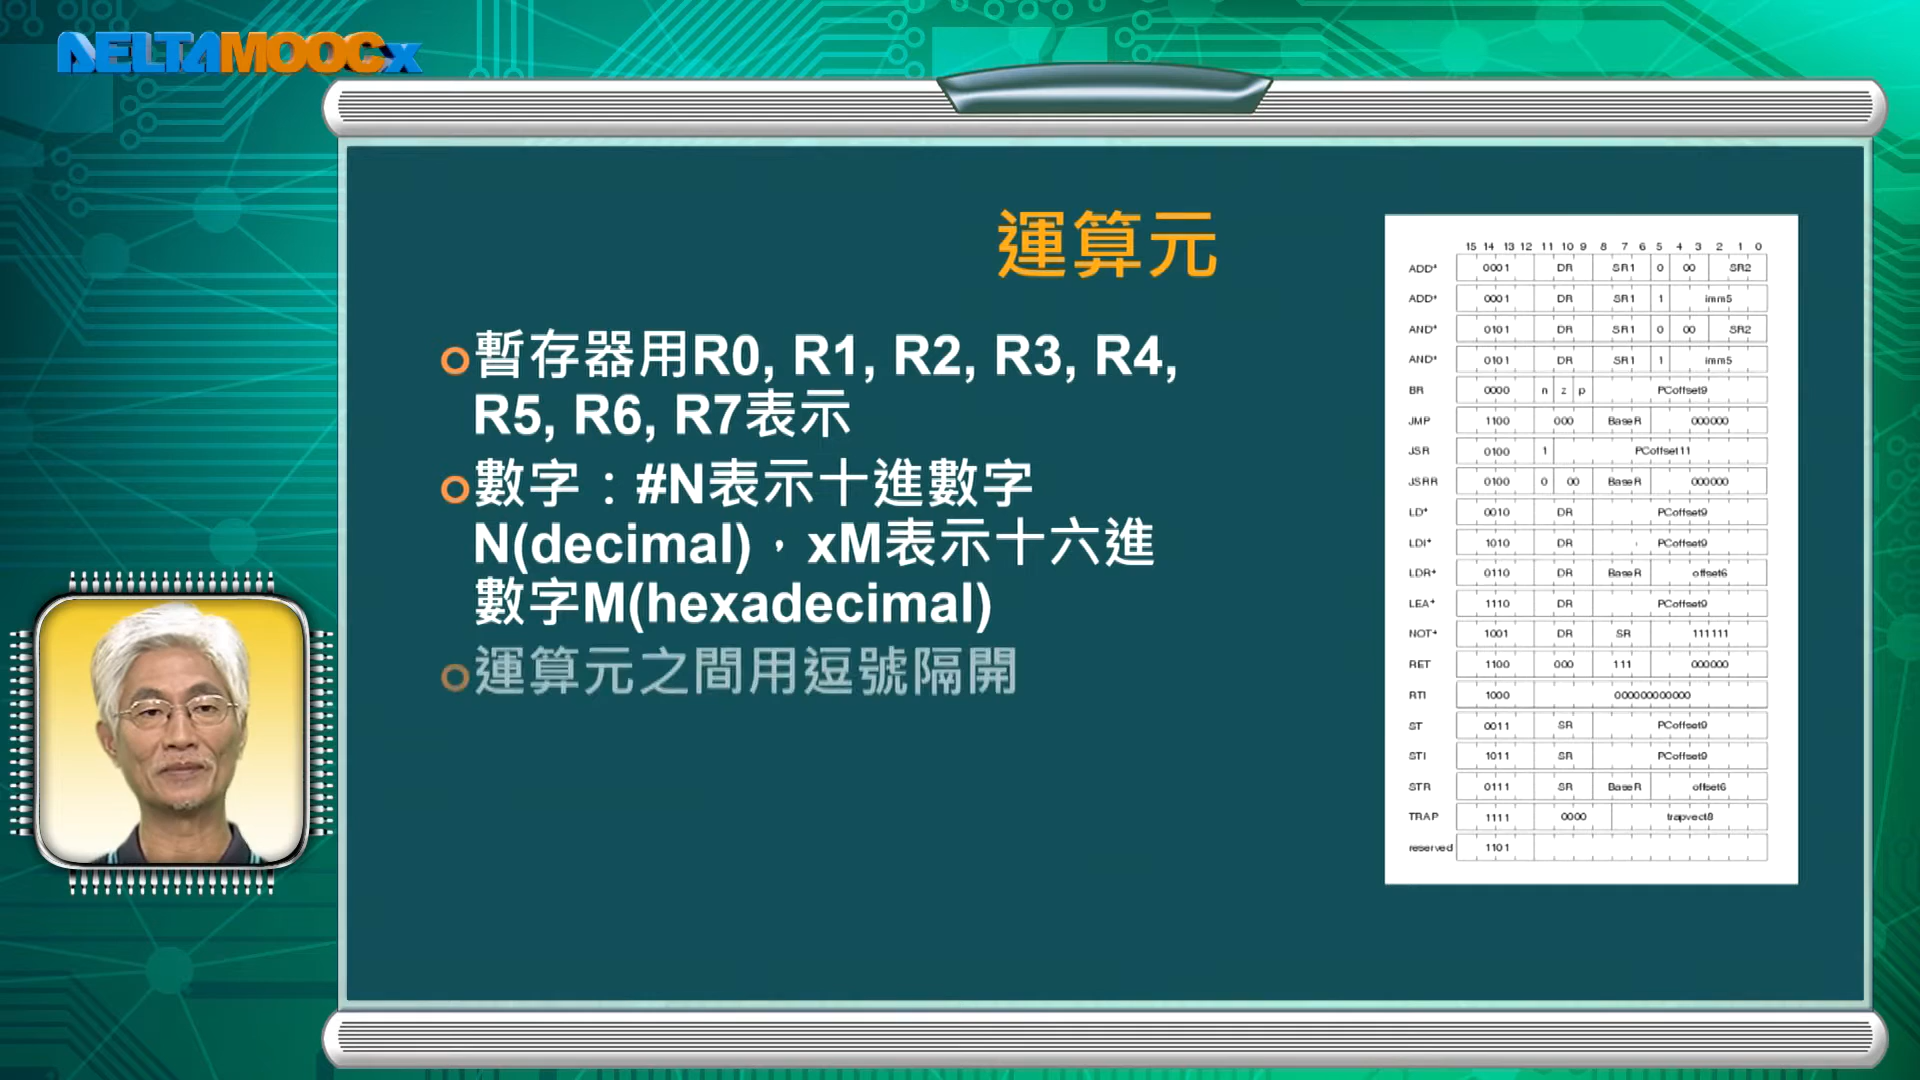 DELTAMOOCx
運算元
暫存器用R0, R1, R2, R3, R4,
R5, R6, R7表示
數字：#N表示十進數字
N(decimal)，xM表示十六進
數字M(hexadecimal)
運算元之間用逗號隔開
15 14 13 12 11 10 9 8 7 6 5 4 3 2 1 0
ADD+ 0001 DR SR1 0 00 SR2
ADD+ 0001 DR SR1 1 imm5
AND+ 0101 DR SR1 0 00 SR2
AND+ 0101 DR SR1 1 imm5
BR 0000 n z p PCoffset9
JMP 1100 000 BaseR 000000
JSR 0100 1 PCoffset11
JSRR 0100 0 00 BaseR 000000
LD+ 0010 DR PCoffset9
LDI+ 1010 DR PCoffset9
LDR+ 0110 DR BaseR offset6
LEA+ 1110 DR PCoffset9
NOT+ 1001 DR SR 111111
RET 1100 000 111 000000
RTI 1000 000000000000
ST 0011 SR PCoffset9
STI 1011 SR PCoffset9
STR 0111 SR BaseR offset6
TRAP 1111 0000 trapvect8
reserved 1101